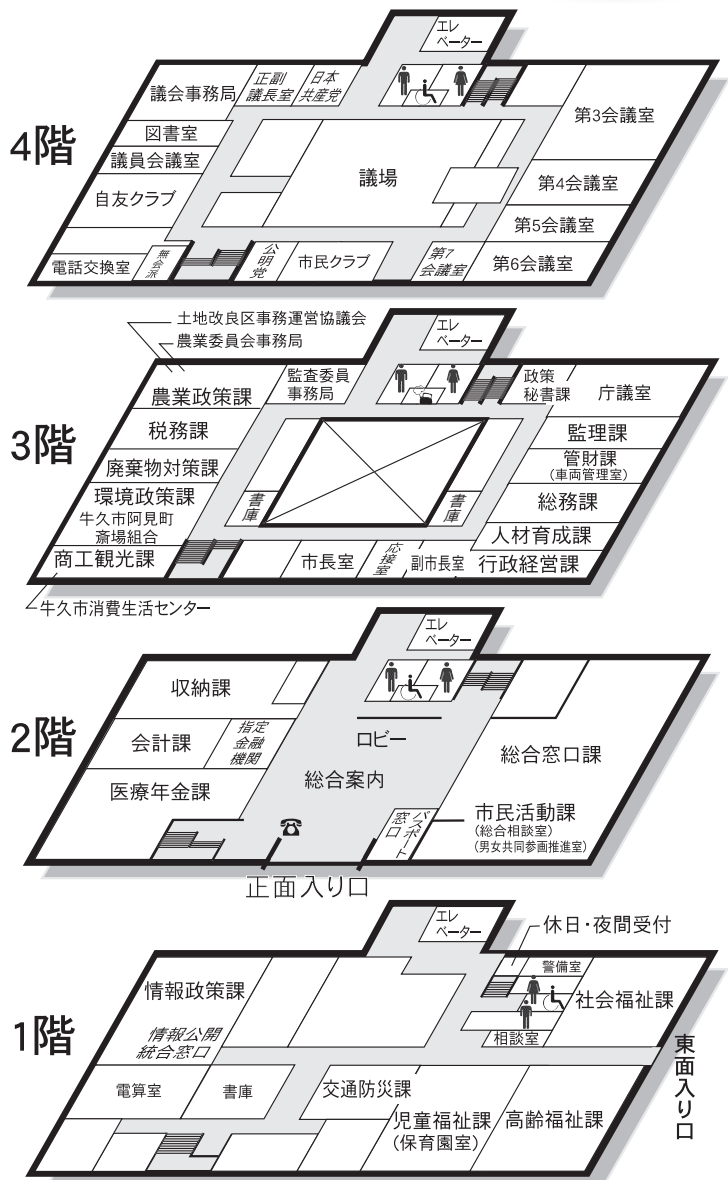 4階
エレ
ベーター
議会事務局
正副
議長室
日本
共産党
第3会議室
図書室
議員会議室
議場
第4会議室
自友クラブ
第5会議室
電話交換室
無会派
公明党
市民クラブ
第7
会議室
第6会議室
3階
土地改良区事務運営協議会
農業委員会事務局
エレ
ベーター
農業政策課
監査委員
事務局
政策
秘書課
庁議室
税務課
監理課
廃棄物対策課
管財課
(車両管理室)
環境政策課
書庫
書庫
総務課
牛久市阿見町
斎場組合
人材育成課
商工観光課
市長室
応接室
副市長室
行政経営課
牛久市消費生活センター
2階
エレ
ベーター
収納課
ロビー
会計課
指定
金融
機関
総合窓口課
総合案内
医療年金課
パスポート
窓口
市民活動課
(総合相談室)
(男女共同参画推進室)
正面入り口
1階
エレ
ベーター
休日・夜間受付
警備室
情報政策課
社会福祉課
情報公開
統合窓口
相談室
東面入り口
電算室
書庫
交通防災課
児童福祉課
(保育園室)
高齢福祉課